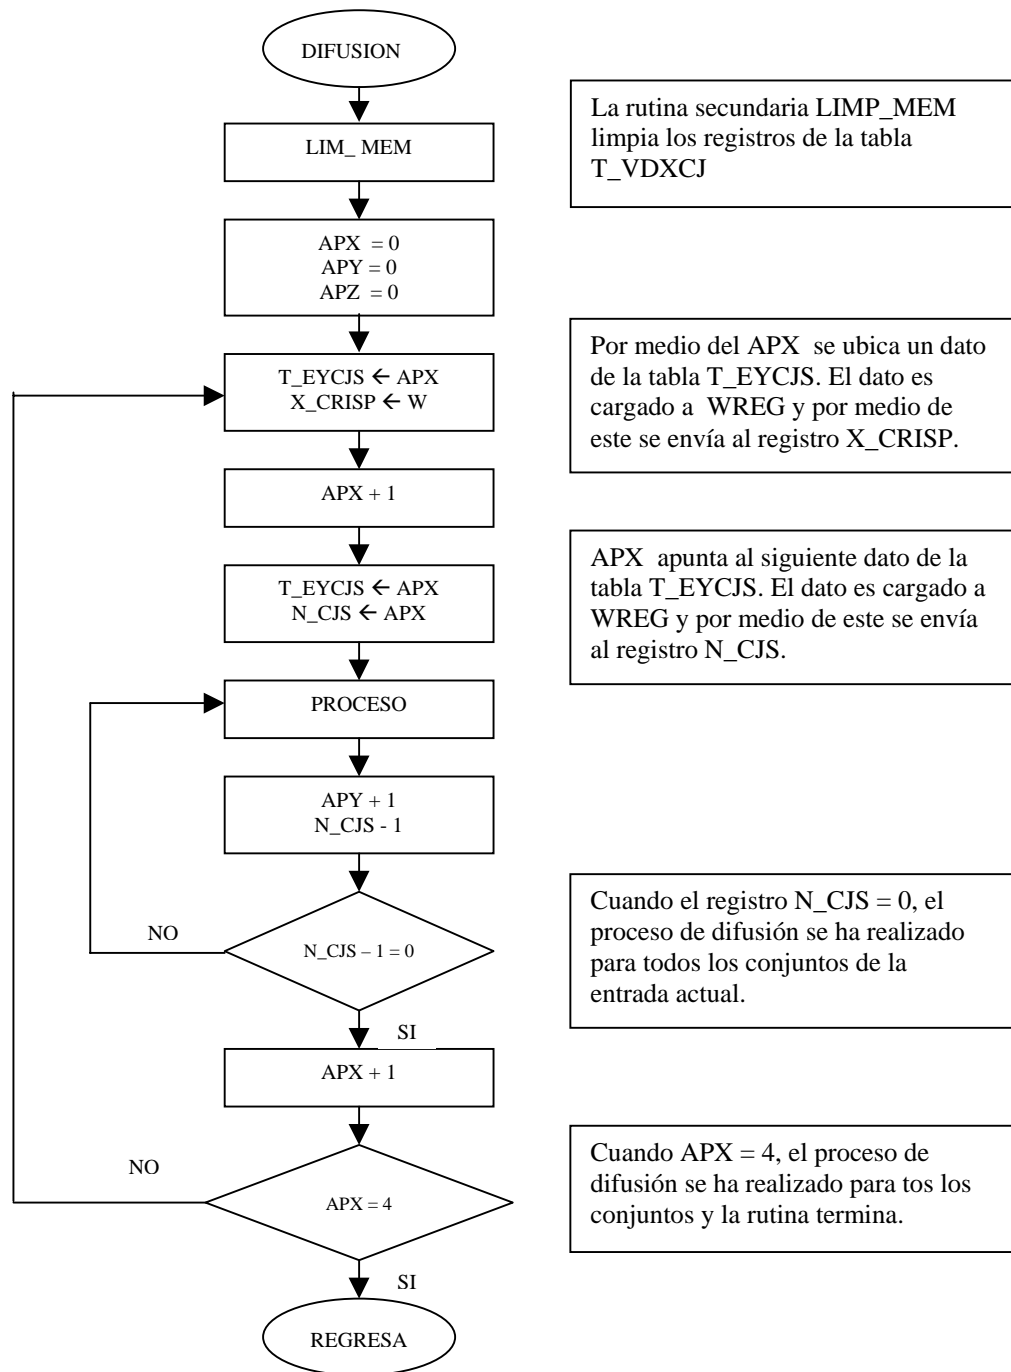 DIFUSION
La rutina secundaria LIMP_MEM
limpia los registros de la tabla
T_VDXCJ
LIM_ MEM
APX = 0
APY = 0
APZ = 0
Por medio del APX se ubica un dato
de la tabla T_EYCJS. El dato es
cargado a WREG y por medio de
este se envía al registro X_CRISP.
T_EYCJS ← APX
X_CRISP ← W
APX + 1
APX apunta al siguiente dato de la
tabla T_EYCJS. El dato es cargado a
WREG y por medio de este se envía
al registro N_CJS.
T_EYCJS ← APX
N_CJS ← APX
PROCESO
APY + 1
N_CJS - 1
Cuando el registro N_CJS = 0, el
proceso de difusión se ha realizado
para todos los conjuntos de la
entrada actual.
NO
N_CJS – 1 = 0
SI
APX + 1
Cuando APX = 4, el proceso de
difusión se ha realizado para tos los
conjuntos y la rutina termina.
NO
APX = 4
SI
REGRESA